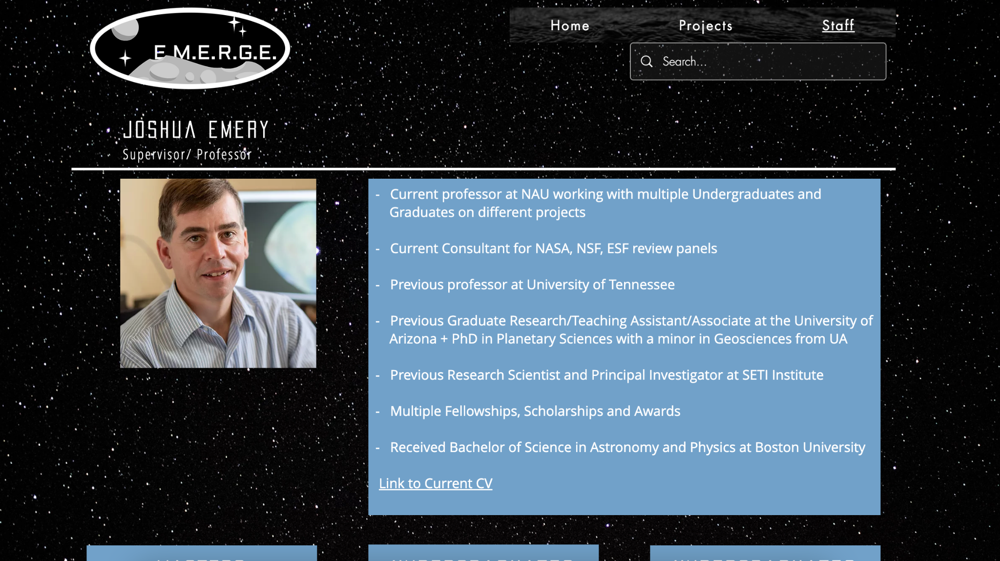 E M.E.R.G.E.
Home
Projects
Staff
Search...
JOSHUA EMERY
Supervisor/ Professor
- Current professor at NAU working with multiple Undergraduates and
Graduates on different projects
- Current Consultant for NASA, NSF, ESF review panels
- Previous professor at University of Tennessee
- Previous Graduate Research/Teaching Assistant/Associate at the University of
Arizona + PhD in Planetary Sciences with a minor in Geosciences from UA
- Previous Research Scientist and Principal Investigator at SETI Institute
- Multiple Fellowships, Scholarships and Awards
- Received Bachelor of Science in Astronomy and Physics at Boston University
Link to Current CV